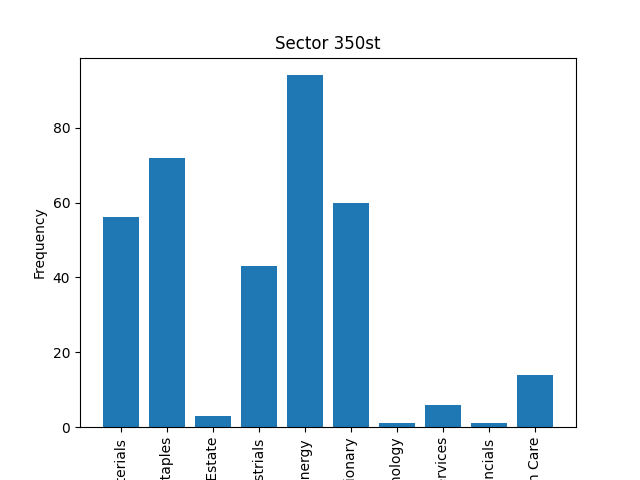 Sector 350st
Frequency
80
60
40
20
0
terials
taples
Estate
strials
nergy
ionary
nology
rvices
ncials
n Care